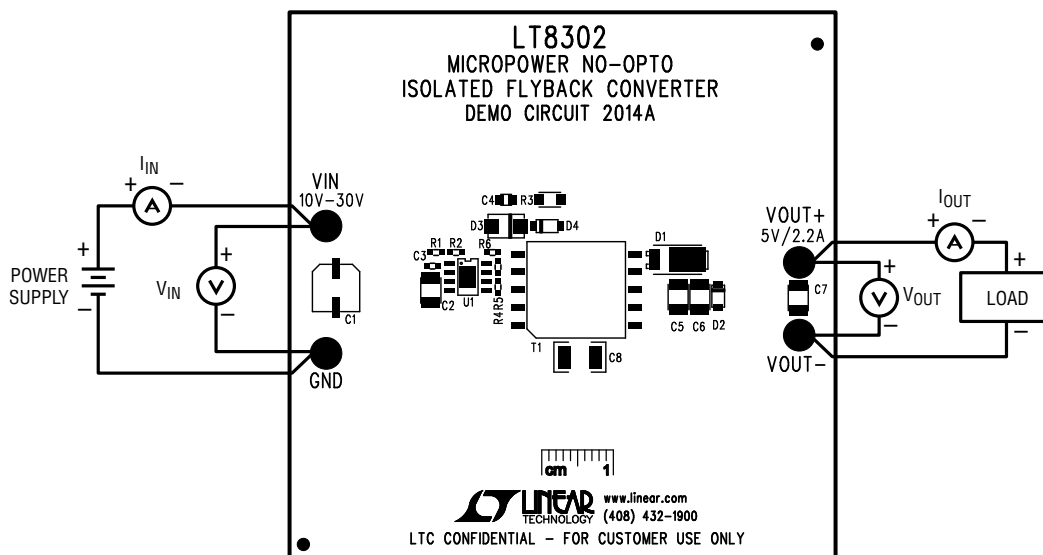 LT8302
MICROPOWER NO-OPTO
ISOLATED FLYBACK CONVERTER
DEMO CIRCUIT 2014A
IIN
+ A −
VIN
10V–30V
+
POWER
SUPPLY
−
+
VIN
V
−
GND
C1
C4
R3
D3
D4
R1
R2
R6
C3
C2
U1
R4
R5
T1
C8
D1
C5
C6
D2
VOUT+
5V/2.2A
C7
VOUT-
IOUT
+ A −
+
V
VOUT
−
+
LOAD
−
cm 1
LINEAR
TECHNOLOGY
www.linear.com
(408) 432-1900
LTC CONFIDENTIAL – FOR CUSTOMER USE ONLY